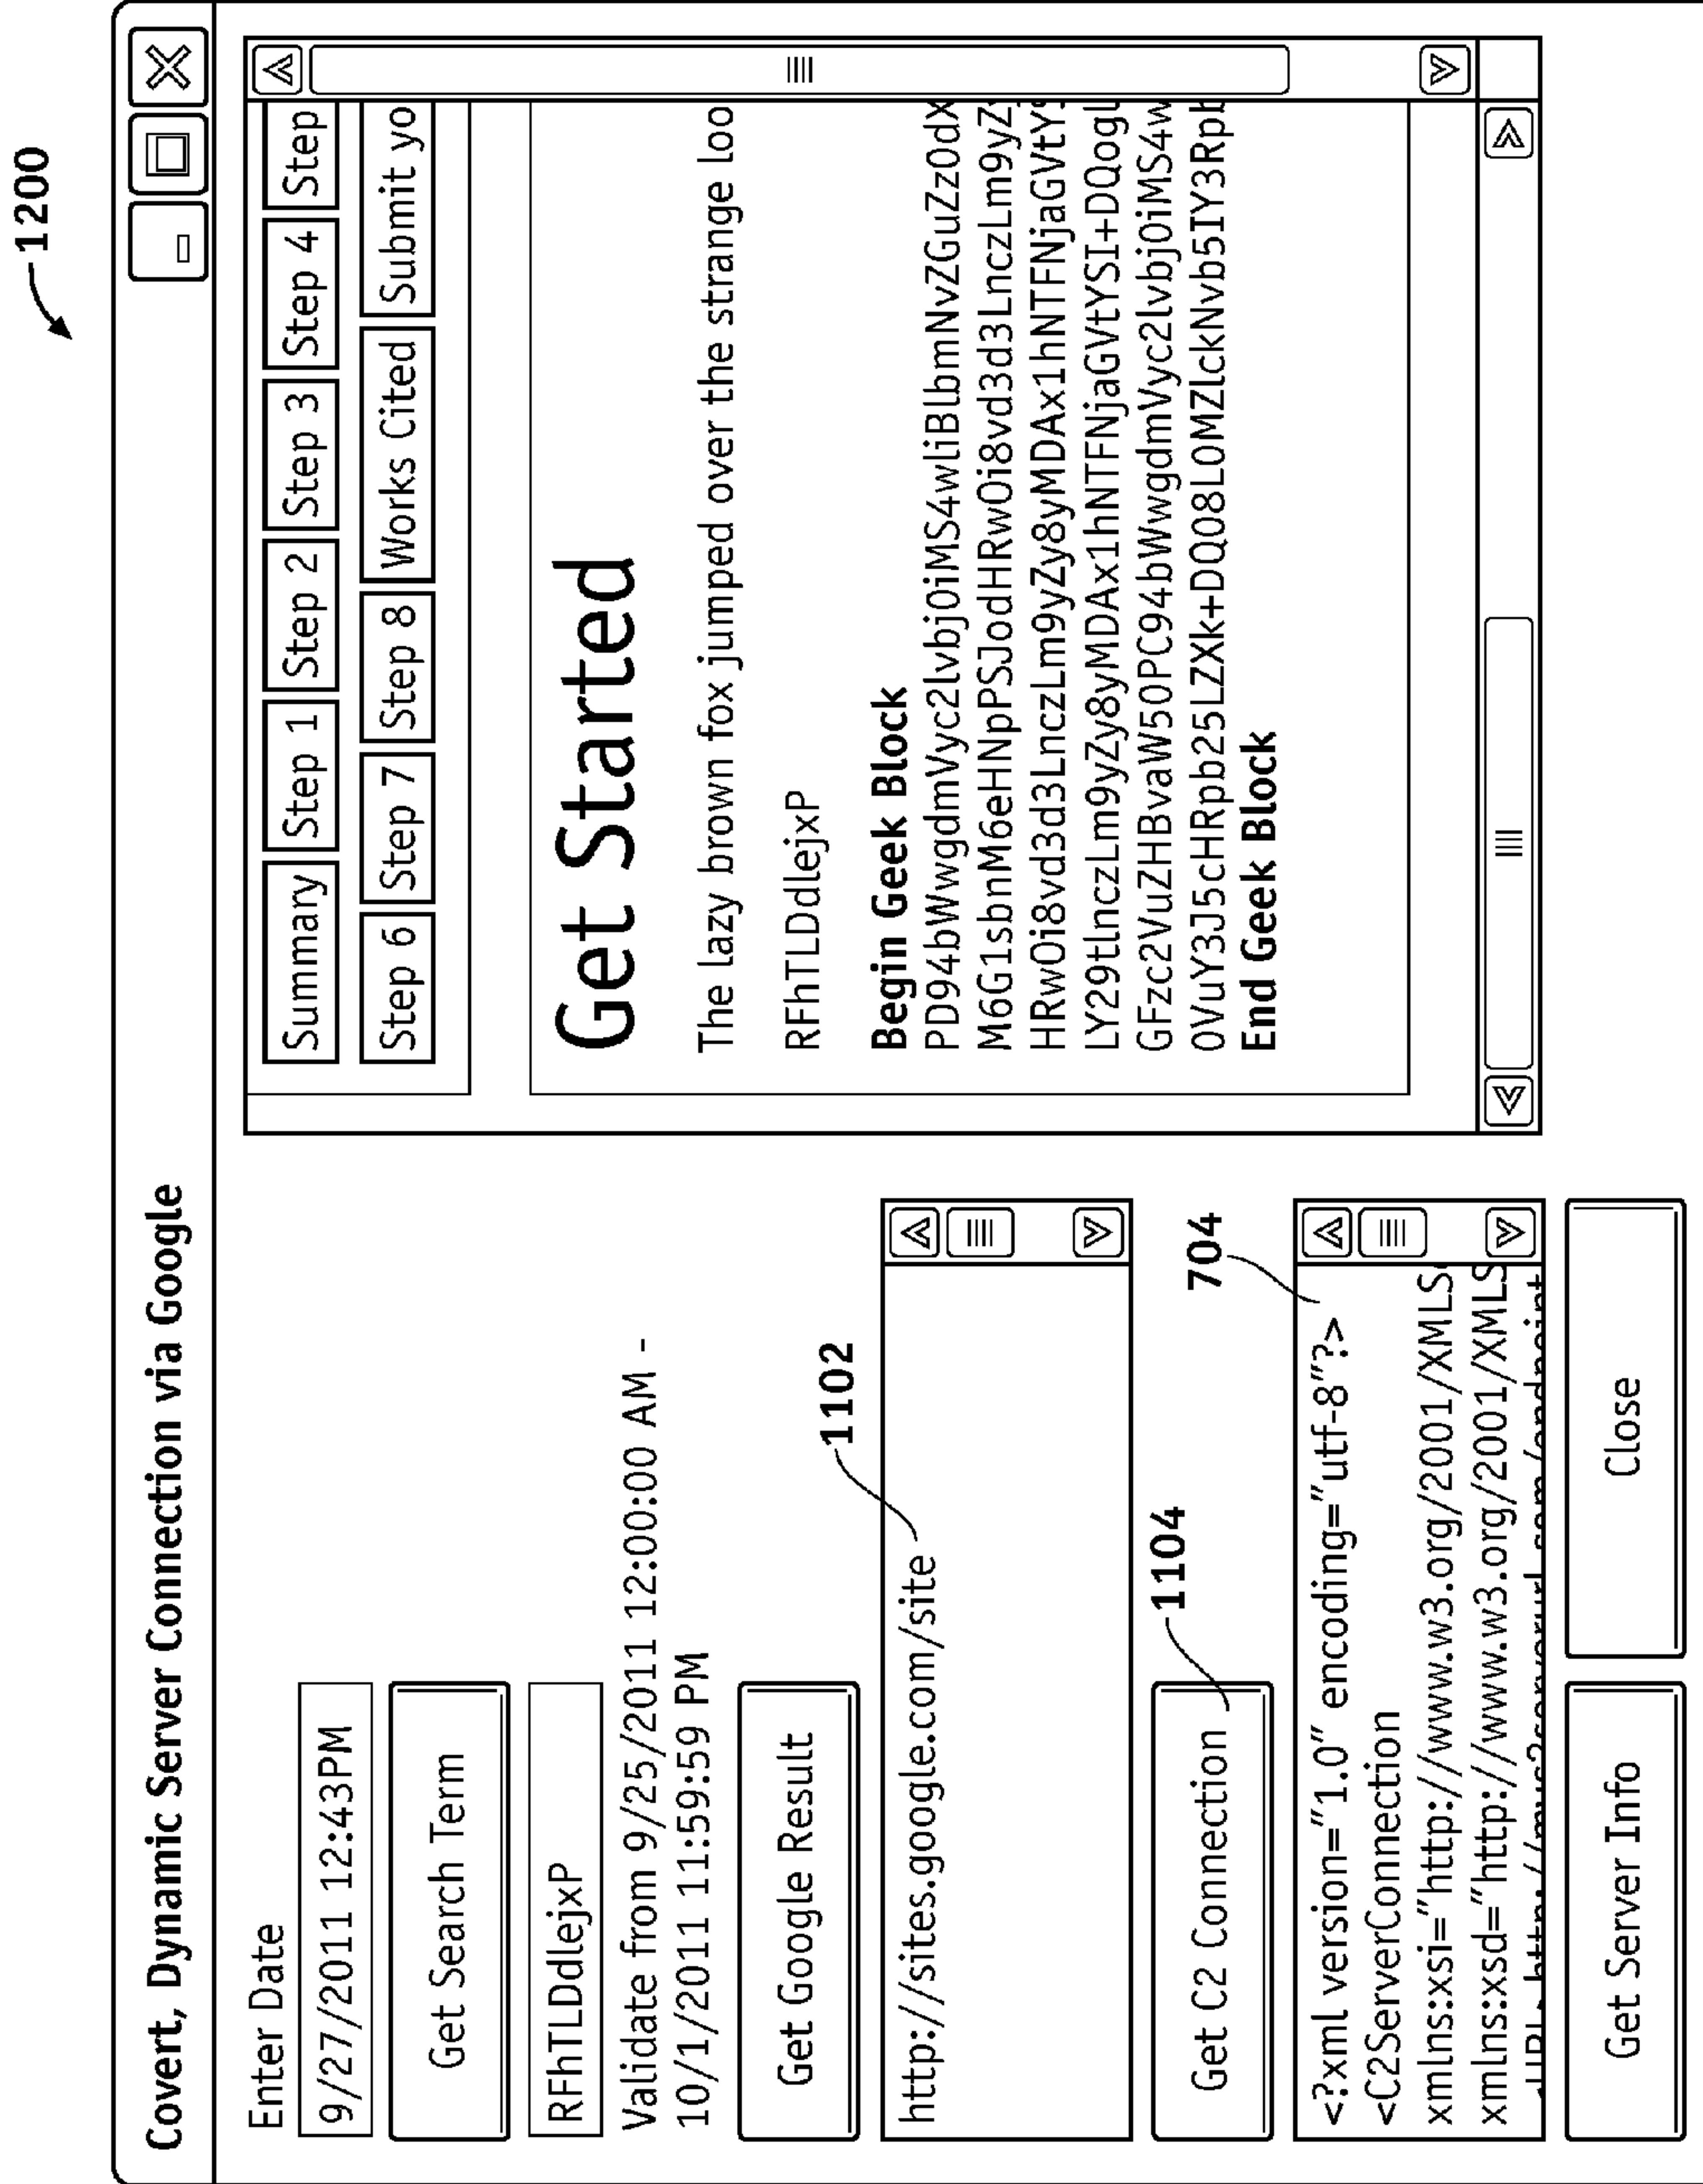 1200
Covert, Dynamic Server Connection via Google
Enter Date
9/27/2011 12:43PM
Get Search Term
RFhTLDdlejxP
Validate from 9/25/2011 12:00:00 AM -
10/1/2011 11:59:59 PM
Get Google Result
1102
http://sites.google.com/site
1104
Get C2 Connection
704
<?xml version="1.0" encoding="utf-8"?>
<C2ServerConnection
xmlns:xsi="http://www.w3.org/2001/XMLS
xmlns:xsd="http://www.w3.org/2001/XMLS
Get Server Info
Close
Summary
Step 1
Step 2
Step 3
Step 4
Step
Step 6
Step 7
Step 8
Works Cited
Submit yo
Get Started
The lazy brown fox jumped over the strange loo
RFhTLDdlejxP
Begin Geek Block
PD94bWwgdmVyc2lvbj0iMS4wliBlbmNvZGuZz0dX
M6G1sbnM6eHNpPSJodHRwOi8vd3d3LnczLm9yZ
HRwOi8vd3d3LnczLm9yZy8yMDAx1hNTFNjaGVtY
LY29tlnczLm9yZy8yMDAx1hNTFNjaGVtYSI+DQogL
GFzc2VuZHBvaW50PC94bWwgdmVyc2lvbj0iMS4w
0VuY3J5cHRpb25LZXk+DQ08L0MZlckNvb5IY3Rpb
End Geek Block